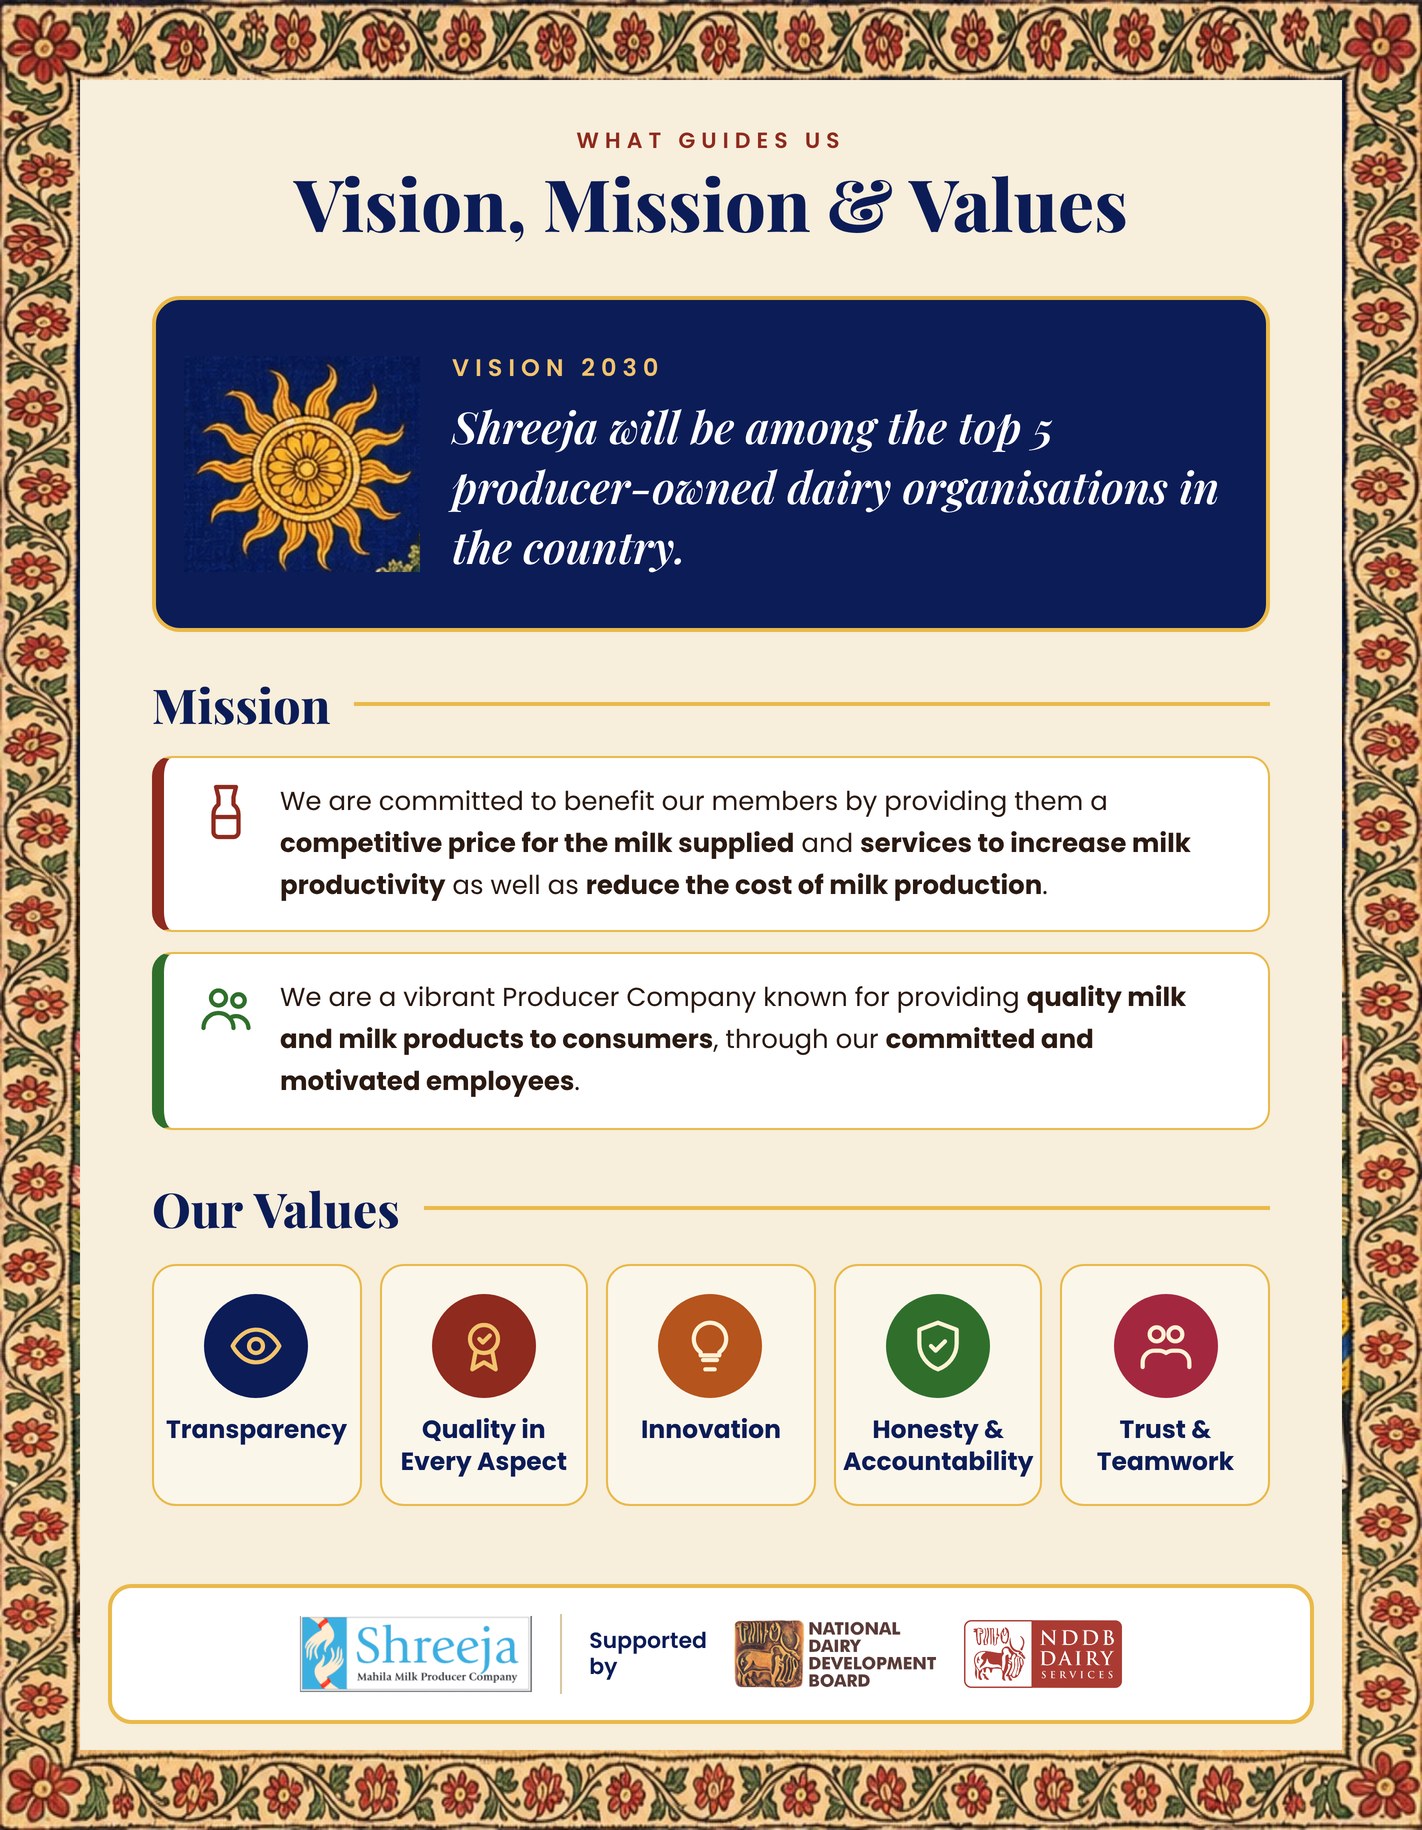 WHAT GUIDES US
Vision, Mission & Values
VISION 2030
Shreeja will be among the top 5
producer-owned dairy organisations in
the country.
Mission
We are committed to benefit our members by providing them a
competitive price for the milk supplied and services to increase milk
productivity as well as reduce the cost of milk production.
We are a vibrant Producer Company known for providing quality milk
and milk products to consumers, through our committed and
motivated employees.
Our Values
Transparency
Quality in
Every Aspect
Innovation
Honesty &
Accountability
Trust &
Teamwork
Shreeja
Mahila Milk Producer Company
Supported
by
NATIONAL
DAIRY
DEVELOPMENT
BOARD
NDDB
DAIRY
SERVICES